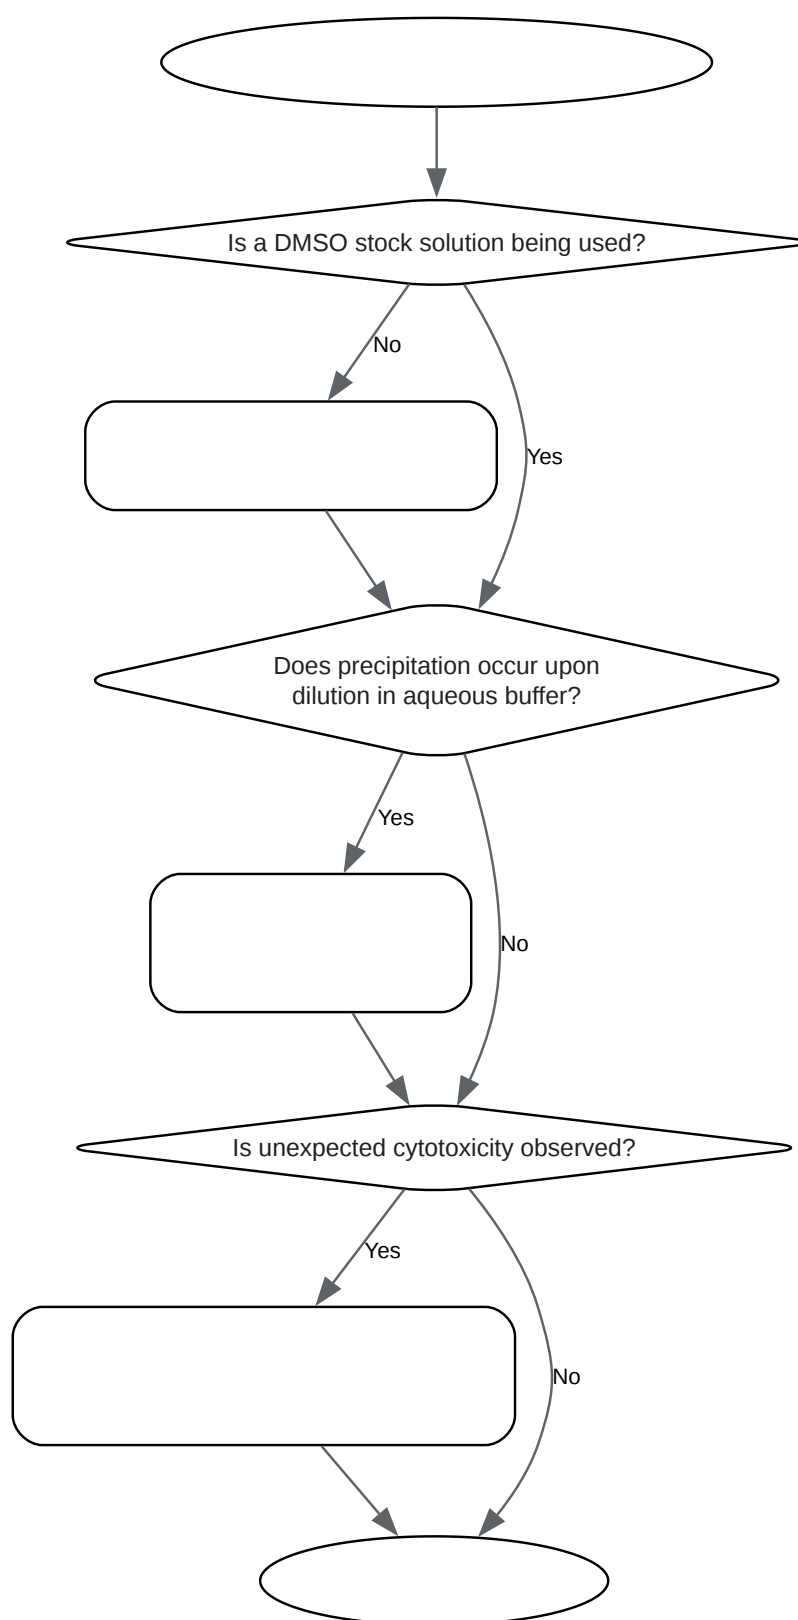 Is a DMSO stock solution being used?
No
Yes
Does precipitation occur upon
dilution in aqueous buffer?
Yes
No
Is unexpected cytotoxicity observed?
Yes
No